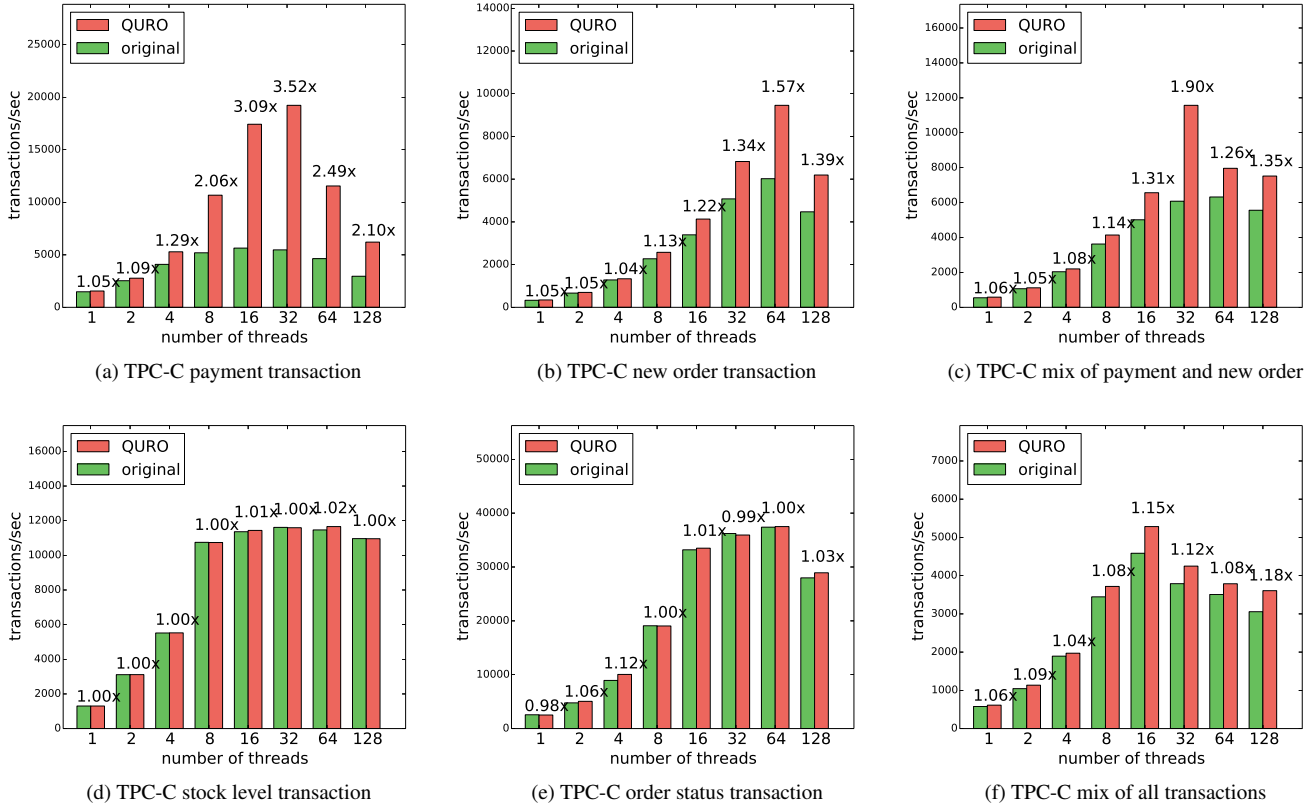 QURO
original
25000
20000
15000
10000
5000
0
transactions/sec
1.05x 1.09x 1.29x 2.06x 3.09x 3.52x 2.49x 2.10x
1 2 4 8 16 32 64 128
number of threads
(a) TPC-C payment transaction
QURO
original
14000
12000
10000
8000
6000
4000
2000
0
transactions/sec
1.05x 1.05x 1.04x 1.13x 1.22x 1.34x 1.57x 1.39x
1 2 4 8 16 32 64 128
number of threads
(b) TPC-C new order transaction
QURO
original
16000
14000
12000
10000
8000
6000
4000
2000
0
transactions/sec
1.06x 1.05x 1.08x 1.14x 1.31x 1.90x 1.26x 1.35x
1 2 4 8 16 32 64 128
number of threads
(c) TPC-C mix of payment and new order
QURO
original
16000
14000
12000
10000
8000
6000
4000
2000
0
transactions/sec
1.00x 1.00x 1.00x 1.00x 1.01x 1.00x 1.02x 1.00x
1 2 4 8 16 32 64 128
number of threads
(d) TPC-C stock level transaction
QURO
original
50000
40000
30000
20000
10000
0
transactions/sec
0.98x 1.06x 1.12x 1.00x 1.01x 0.99x 1.00x 1.03x
1 2 4 8 16 32 64 128
number of threads
(e) TPC-C order status transaction
QURO
original
7000
6000
5000
4000
3000
2000
1000
0
transactions/sec
1.06x 1.09x 1.04x 1.08x 1.15x 1.12x 1.08x 1.18x
1 2 4 8 16 32 64 128
number of threads
(f) TPC-C mix of all transactions